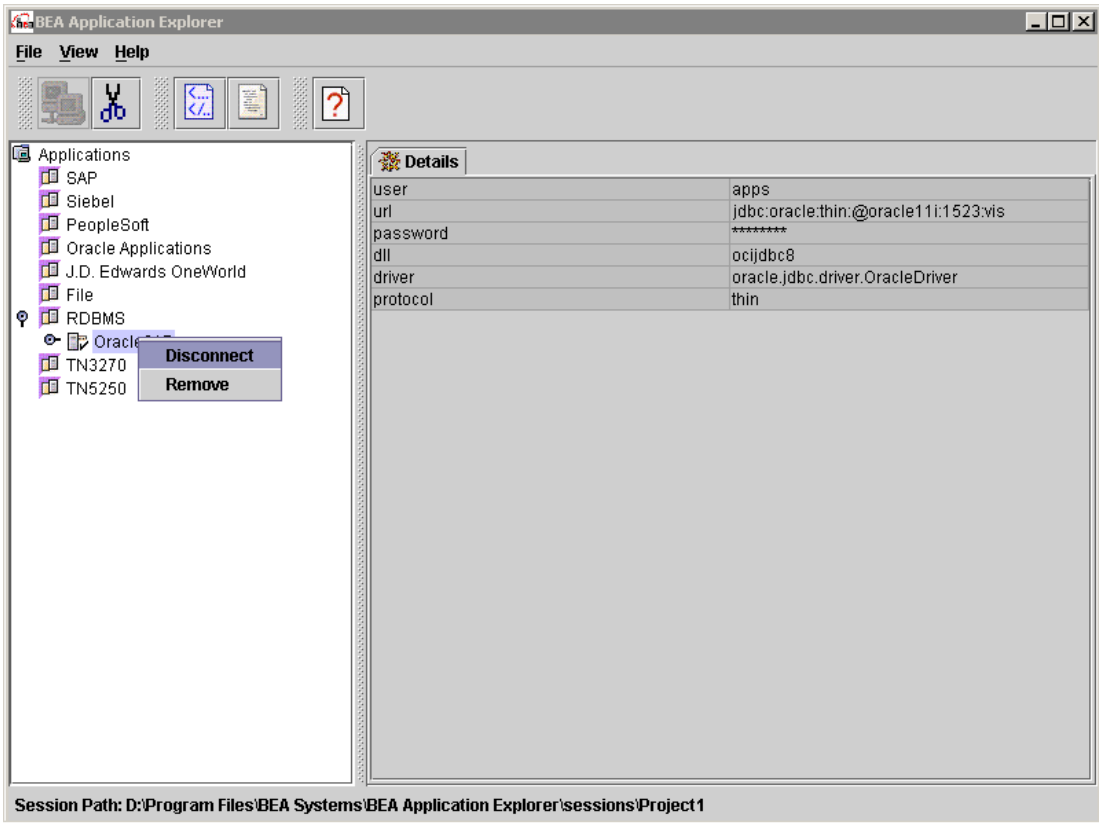 BEA Application Explorer
File View Help
Applications
SAP
Siebel
PeopleSoft
Oracle Applications
J.D. Edwards OneWorld
File
RDBMS
TN3270
TN5250
Disconnect
Remove
Details
user apps
url jdbc:oracle:thin:@oracle11i:1523:vis
password ********
dll ocijdbc8
driver oracle.jdbc.driver.OracleDriver
protocol thin
Session Path: D:\Program Files\BEA Systems\BEA Application Explorer\sessions\Project1